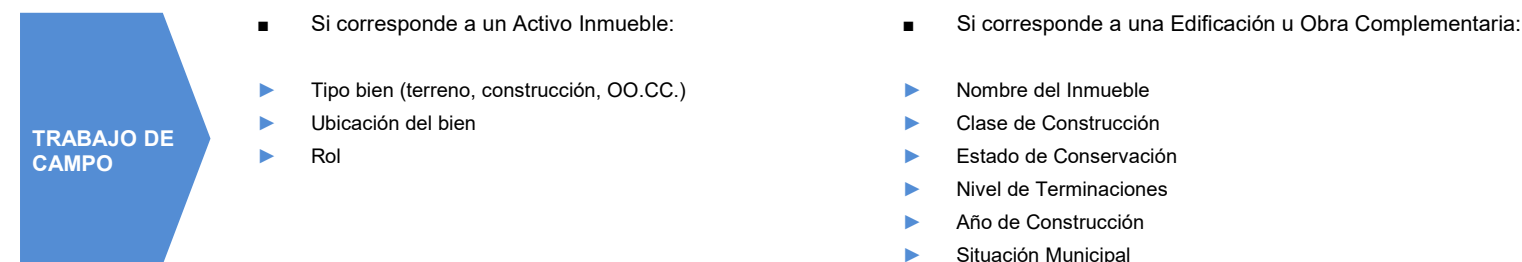 TRABAJO DE
CAMPO
■ Si corresponde a un Activo Inmueble:
► Tipo bien (terreno, construcción, OO.CC.)
► Ubicación del bien
► Rol
■ Si corresponde a una Edificación u Obra Complementaria:
► Nombre del Inmueble
► Clase de Construcción
► Estado de Conservación
► Nivel de Terminaciones
► Año de Construcción
► Situación Municipal